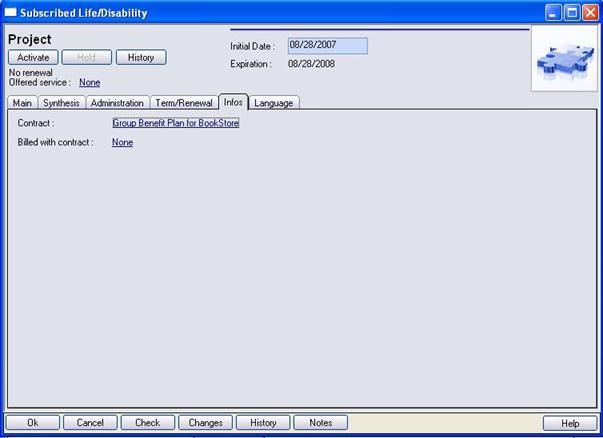 Subscribed Life/Disability
Project
Initial Date : 08/28/2007
Activate Hold History
Expiration : 08/28/2008
No renewal
Offered service : None
Main Synthesis Administration Term/Renewal Infos Language
Contract : Group Benefit Plan for BookStore
Billed with contract : None
Ok Cancel Check Changes History Notes Help